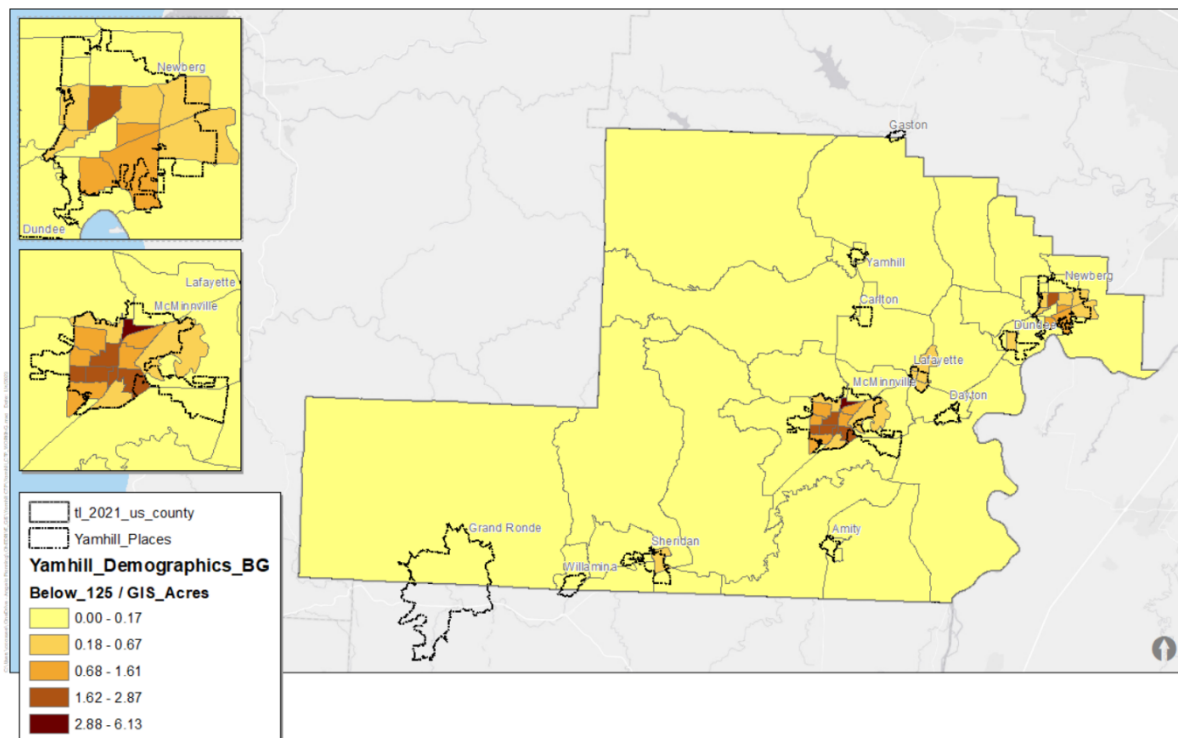 Newberg
Dundee
Lafayette
McMinnville
Gaston
Yamhill
Carlton
Newberg
Dundee
Lafayette
McMinnville
Dayton
Amity
Grand Ronde
Sheridan
Willamina
tl_2021_us_county
Yamhill_Places
Yamhill_Demographics_BG
Below_125 / GIS_Acres
0.00 - 0.17
0.18 - 0.67
0.68 - 1.61
1.62 - 2.87
2.88 - 6.13